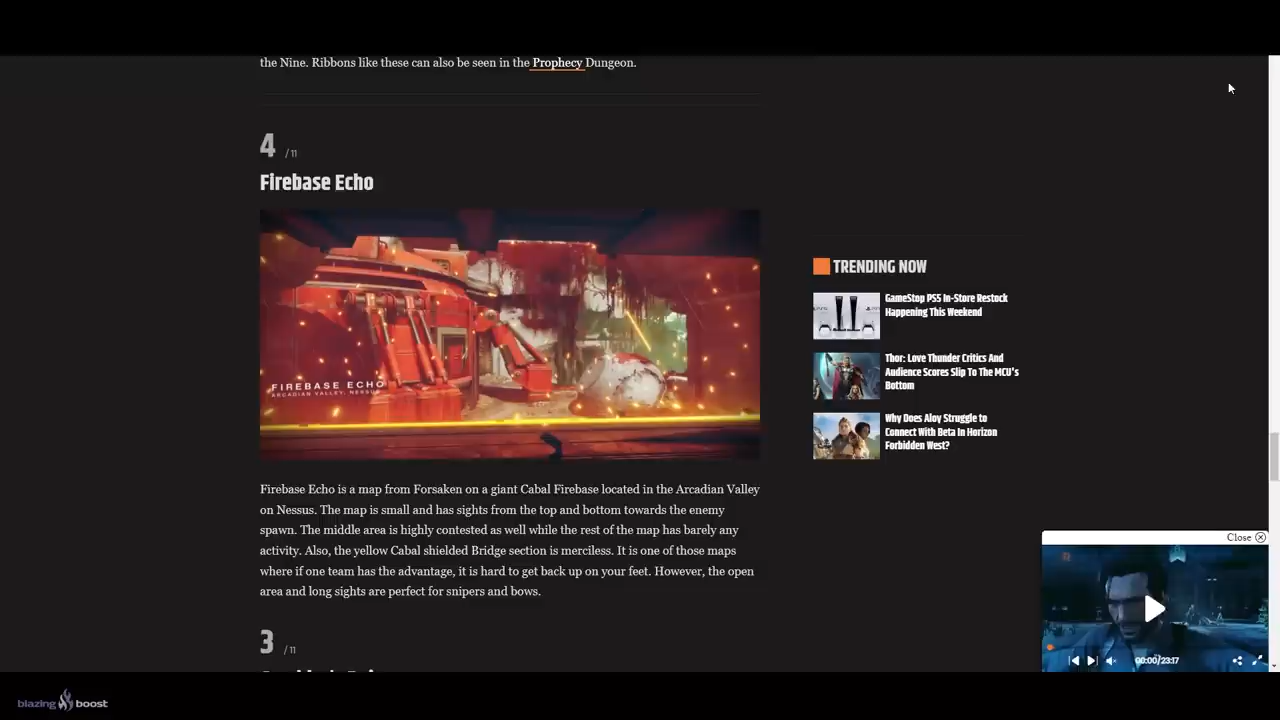 the Nine. Ribbons like these can also be seen in the Prophecy Dungeon.
4 / 11
Firebase Echo
FIREBASE ECHO
ARCADIAN VALLEY, NESSUS
Firebase Echo is a map from Forsaken on a giant Cabal Firebase located in the Arcadian Valley
on Nessus. The map is small and has sights from the top and bottom towards the enemy
spawn. The middle area is highly contested as well while the rest of the map has barely any
activity. Also, the yellow Cabal shielded Bridge section is merciless. It is one of those maps
where if one team has the advantage, it is hard to get back up on your feet. However, the open
area and long sights are perfect for snipers and bows.
3 / 11
TRENDING NOW
GameStop PS5 In-Store Restock
Happening This Weekend
Thor: Love Thunder Critics And
Audience Scores Slip To The MCU's
Bottom
Why Does Aloy Struggle to
Connect With Beta In Horizon
Forbidden West?
Close
00:00/23:17
blazing boost